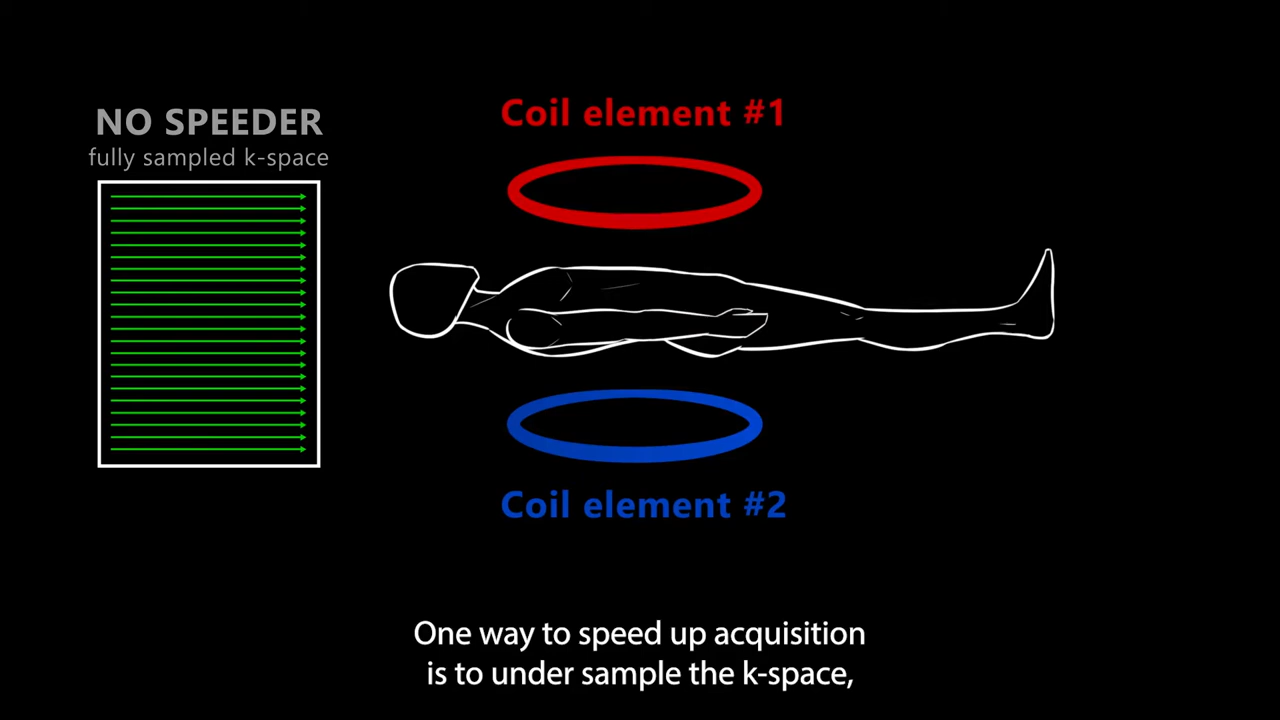 NO SPEEDER
fully sampled k-space
Coil element #1
Coil element #2
One way to speed up acquisition
is to under sample the k-space,